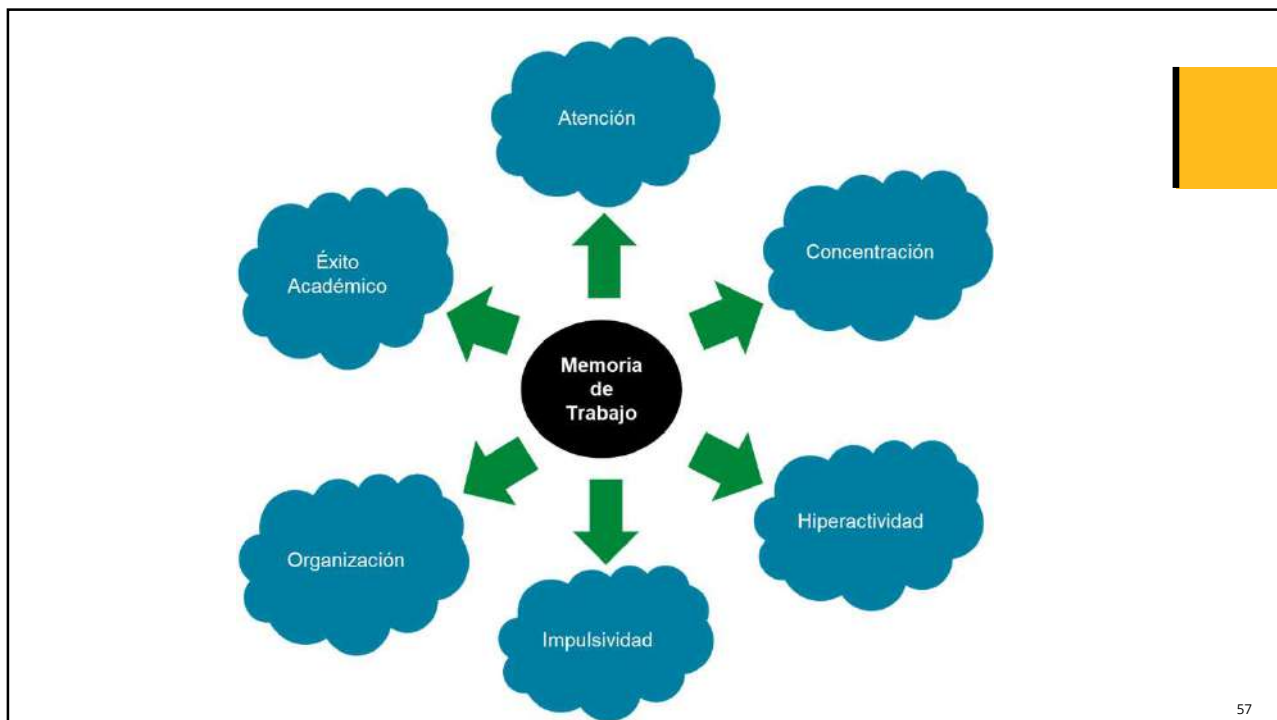 Atención
Concentración
Éxito
Académico
Memoria
de
Trabajo
Hiperactividad
Organización
Impulsividad
57